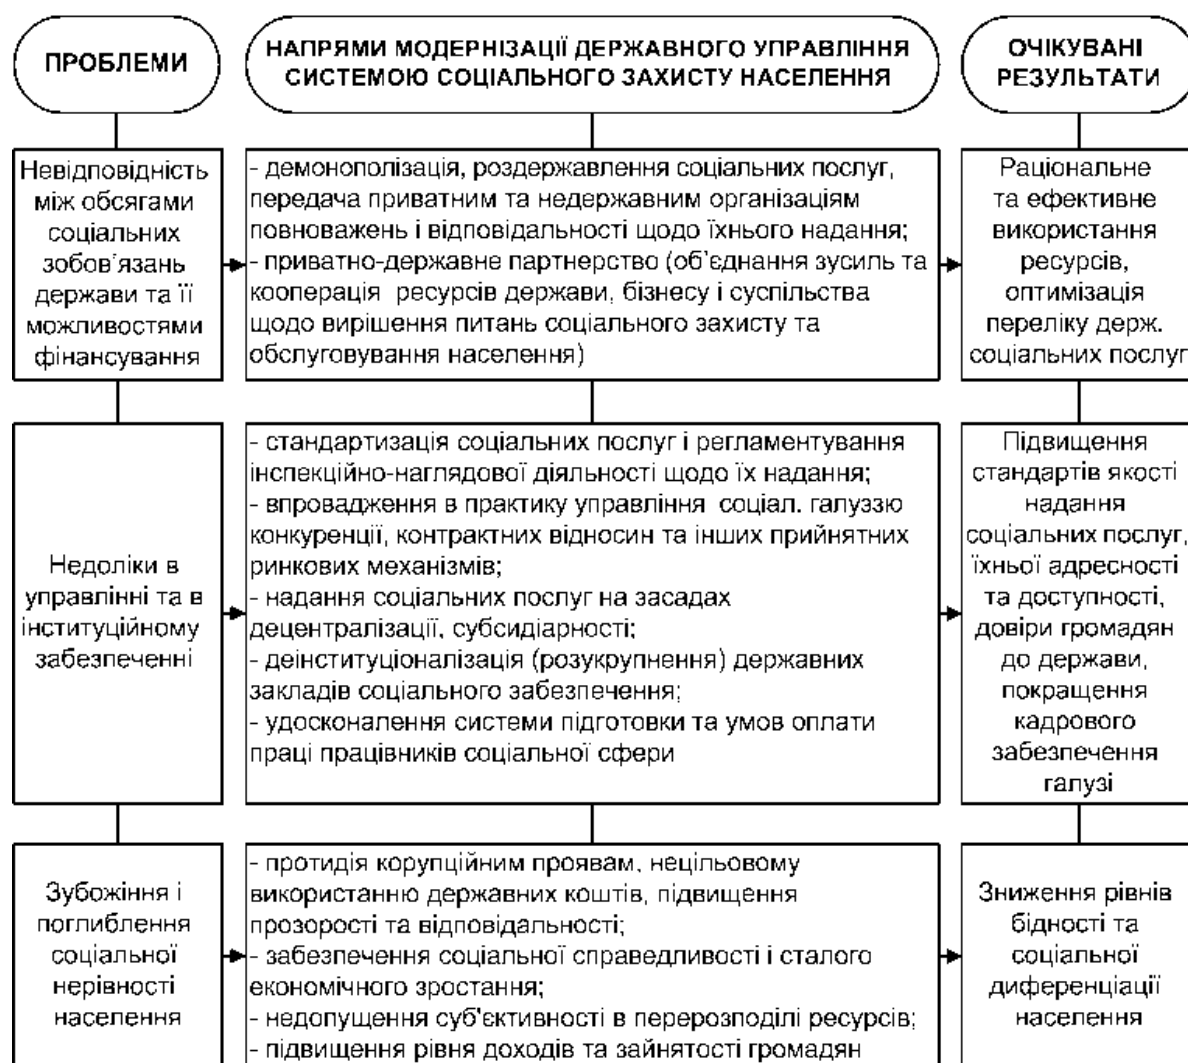 ПРОБЛЕМИ
НАПРЯМИ МОДЕРНІЗАЦІЇ ДЕРЖАВНОГО УПРАВЛІННЯ
СИСТЕМОЮ СОЦІАЛЬНОГО ЗАХИСТУ НАСЕЛЕННЯ
ОЧІКУВАНІ
РЕЗУЛЬТАТИ
Невідповідність
між обсягами
соціальних
зобов'язань
держави та її
можливостями
фінансування
- демонополізація, роздержавлення соціальних послуг,
передача приватним та недержавним організаціям
повноважень і відповідальності щодо їхнього надання;
- приватно-державне партнерство (об'єднання зусиль та
кооперація ресурсів держави, бізнесу і суспільства
щодо вирішення питань соціального захисту та
обслуговування населення)
Раціональне
та ефективне
використання
ресурсів,
оптимізація
переліку держ.
соціальних послуг
Недоліки в
управлінні та в
інституційному
забезпеченні
- стандартизація соціальних послуг і регламентування
інспекційно-наглядової діяльності щодо їх надання;
- впровадження в практику управління соціал. галуззю
конкуренції, контрактних відносин та інших прийнятних
ринкових механізмів;
- надання соціальних послуг на засадах
децентралізації, субсидіарності;
- деінституціоналізація (розукрупнення) державних
закладів соціального забезпечення;
- удосконалення системи підготовки та умов оплати
праці працівників соціальної сфери
Підвищення
стандартів якості
надання
соціальних послуг,
їхньої адресності
та доступності,
довіри громадян
до держави,
покращення
кадрового
забезпечення
галузі
Зубожіння і
поглиблення
соціальної
нерівності
населення
- протидія корупційним проявам, нецільовому
використанню державних коштів, підвищення
прозорості та відповідальності;
- забезпечення соціальної справедливості і сталого
економічного зростання;
- недопущення суб'єктивності в перерозподілі ресурсів;
- підвищення рівня доходів та зайнятості громадян
Зниження рівнів
бідності та
соціальної
диференціації
населення